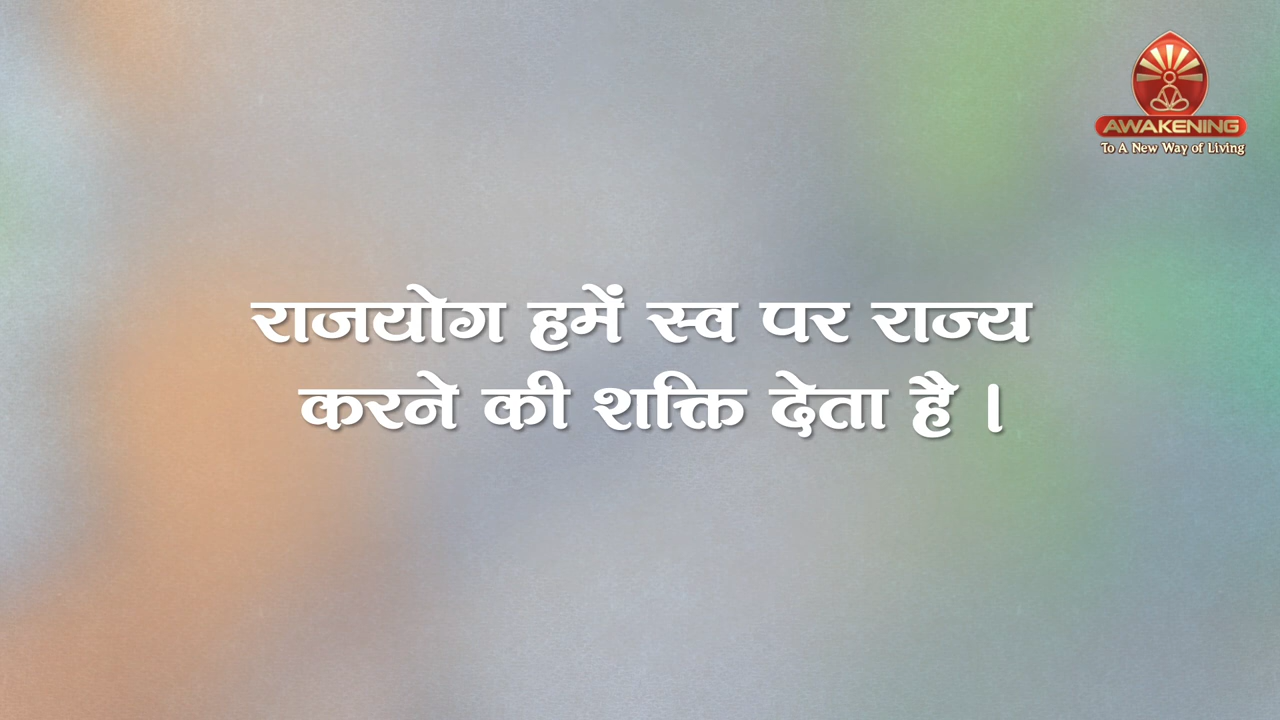 AWAKENING
To A New Way of Living
राजयोग हमें स्व पर राज्य
करने की शक्ति देता है ।